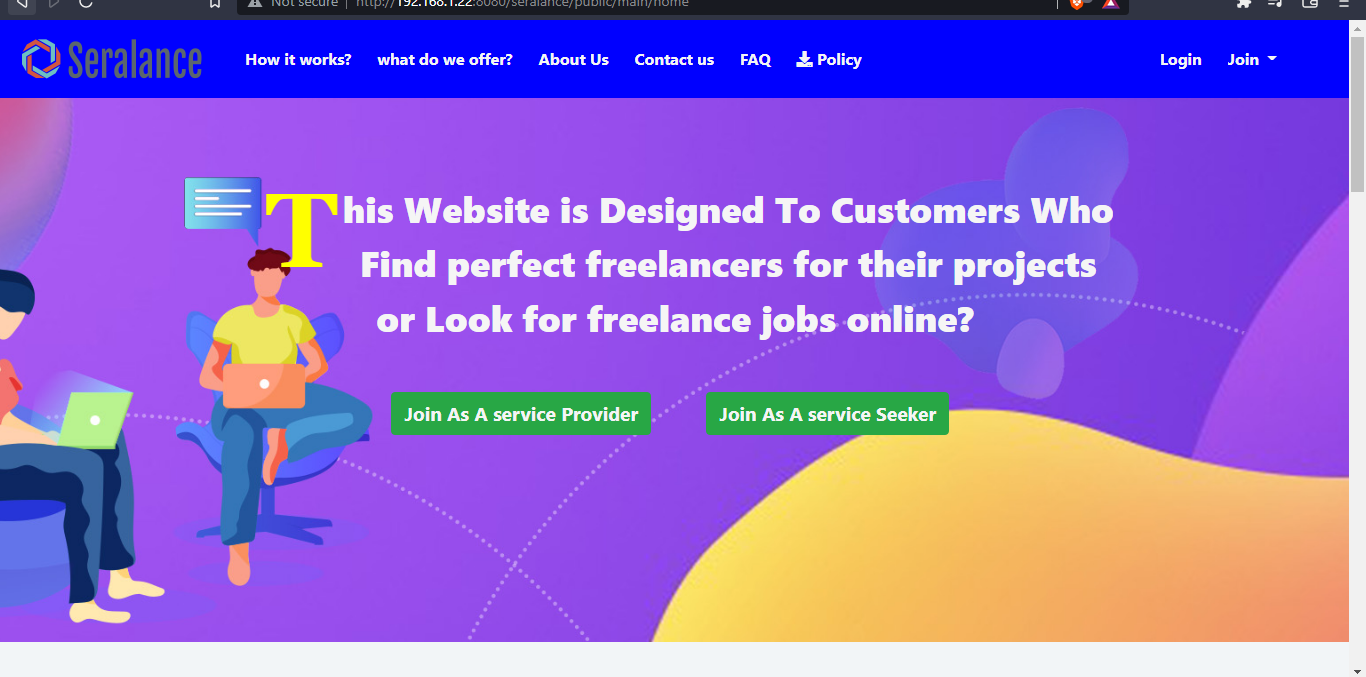 Not secure | http://192.168.1.22:8080/seralance/public/main/home
Seralance How it works? what do we offer? About Us Contact us FAQ Policy Login Join
This Website is Designed To Customers Who
Find perfect freelancers for their projects
or Look for freelance jobs online?
Join As A service Provider Join As A service Seeker